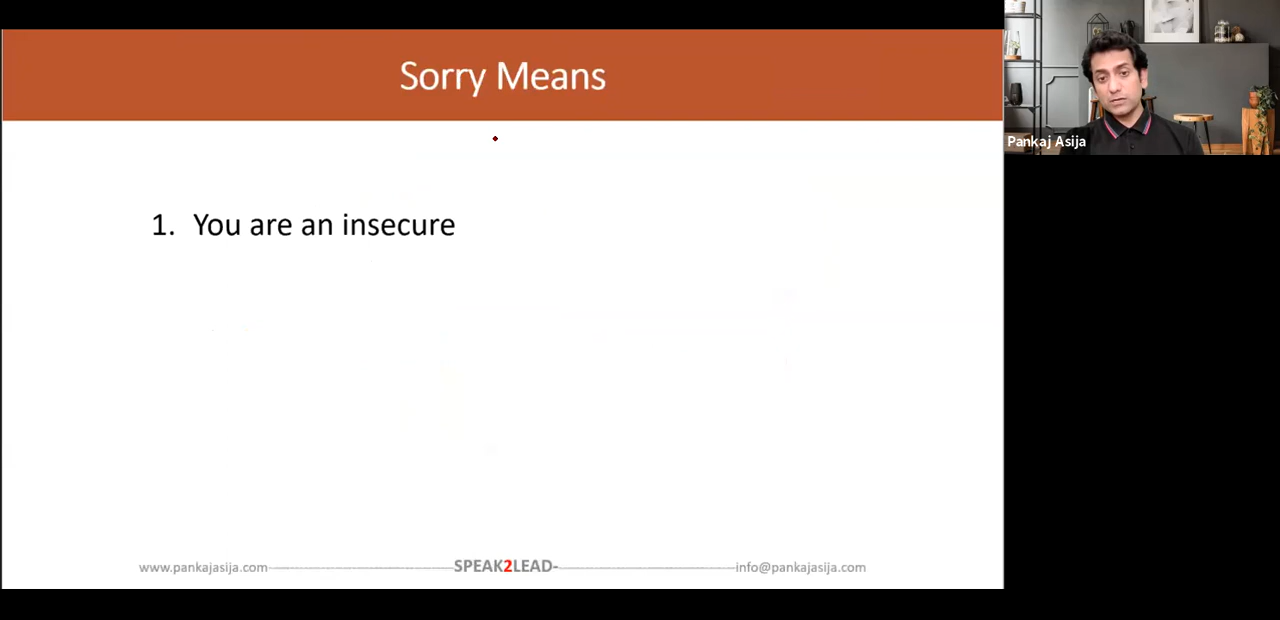 Sorry Means
Pankaj Asija
1. You are an insecure
www.pankajasija.com SPEAK2LEAD- info@pankajasija.com